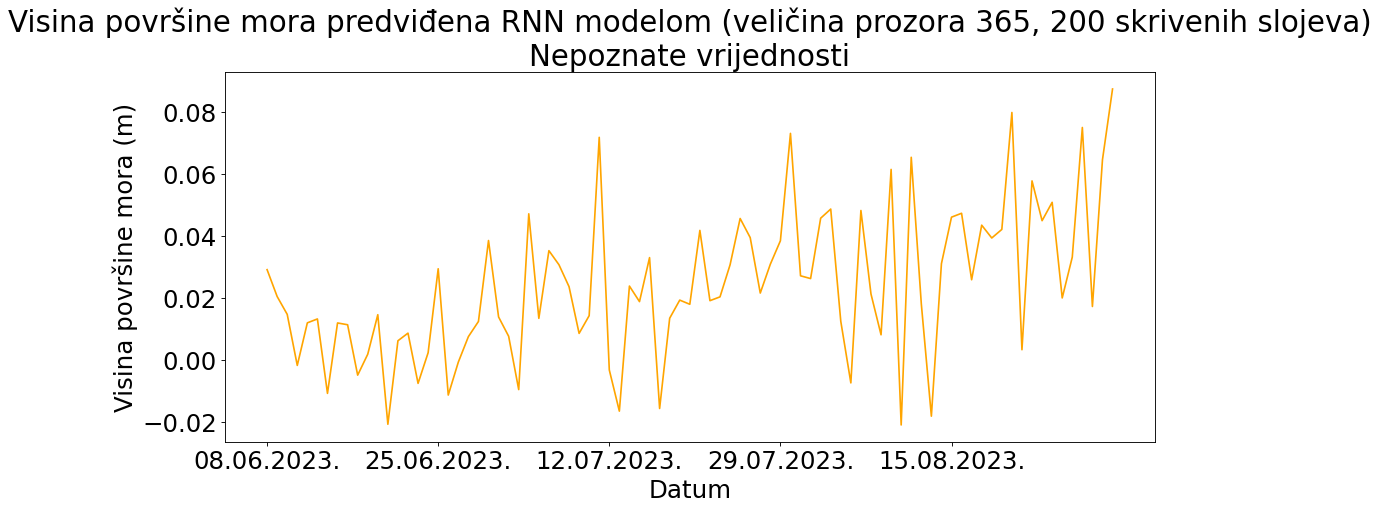 Visina površine mora predviđena RNN modelom (veličina prozora 365, 200 skrivenih slojeva)
Nepoznate vrijednosti
Visina površine mora (m)
0.08
0.06
0.04
0.02
0.00
−0.02
08.06.2023. 25.06.2023. 12.07.2023. 29.07.2023. 15.08.2023.
Datum